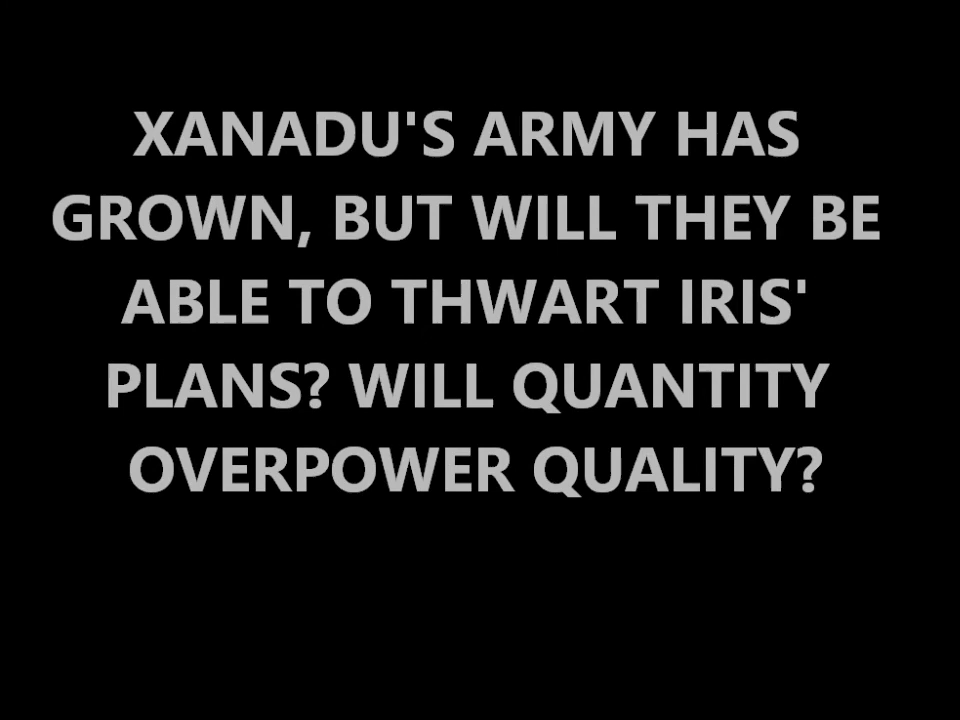 XANADU'S ARMY HAS
GROWN, BUT WILL THEY BE
ABLE TO THWART IRIS'
PLANS? WILL QUANTITY
OVERPOWER QUALITY?